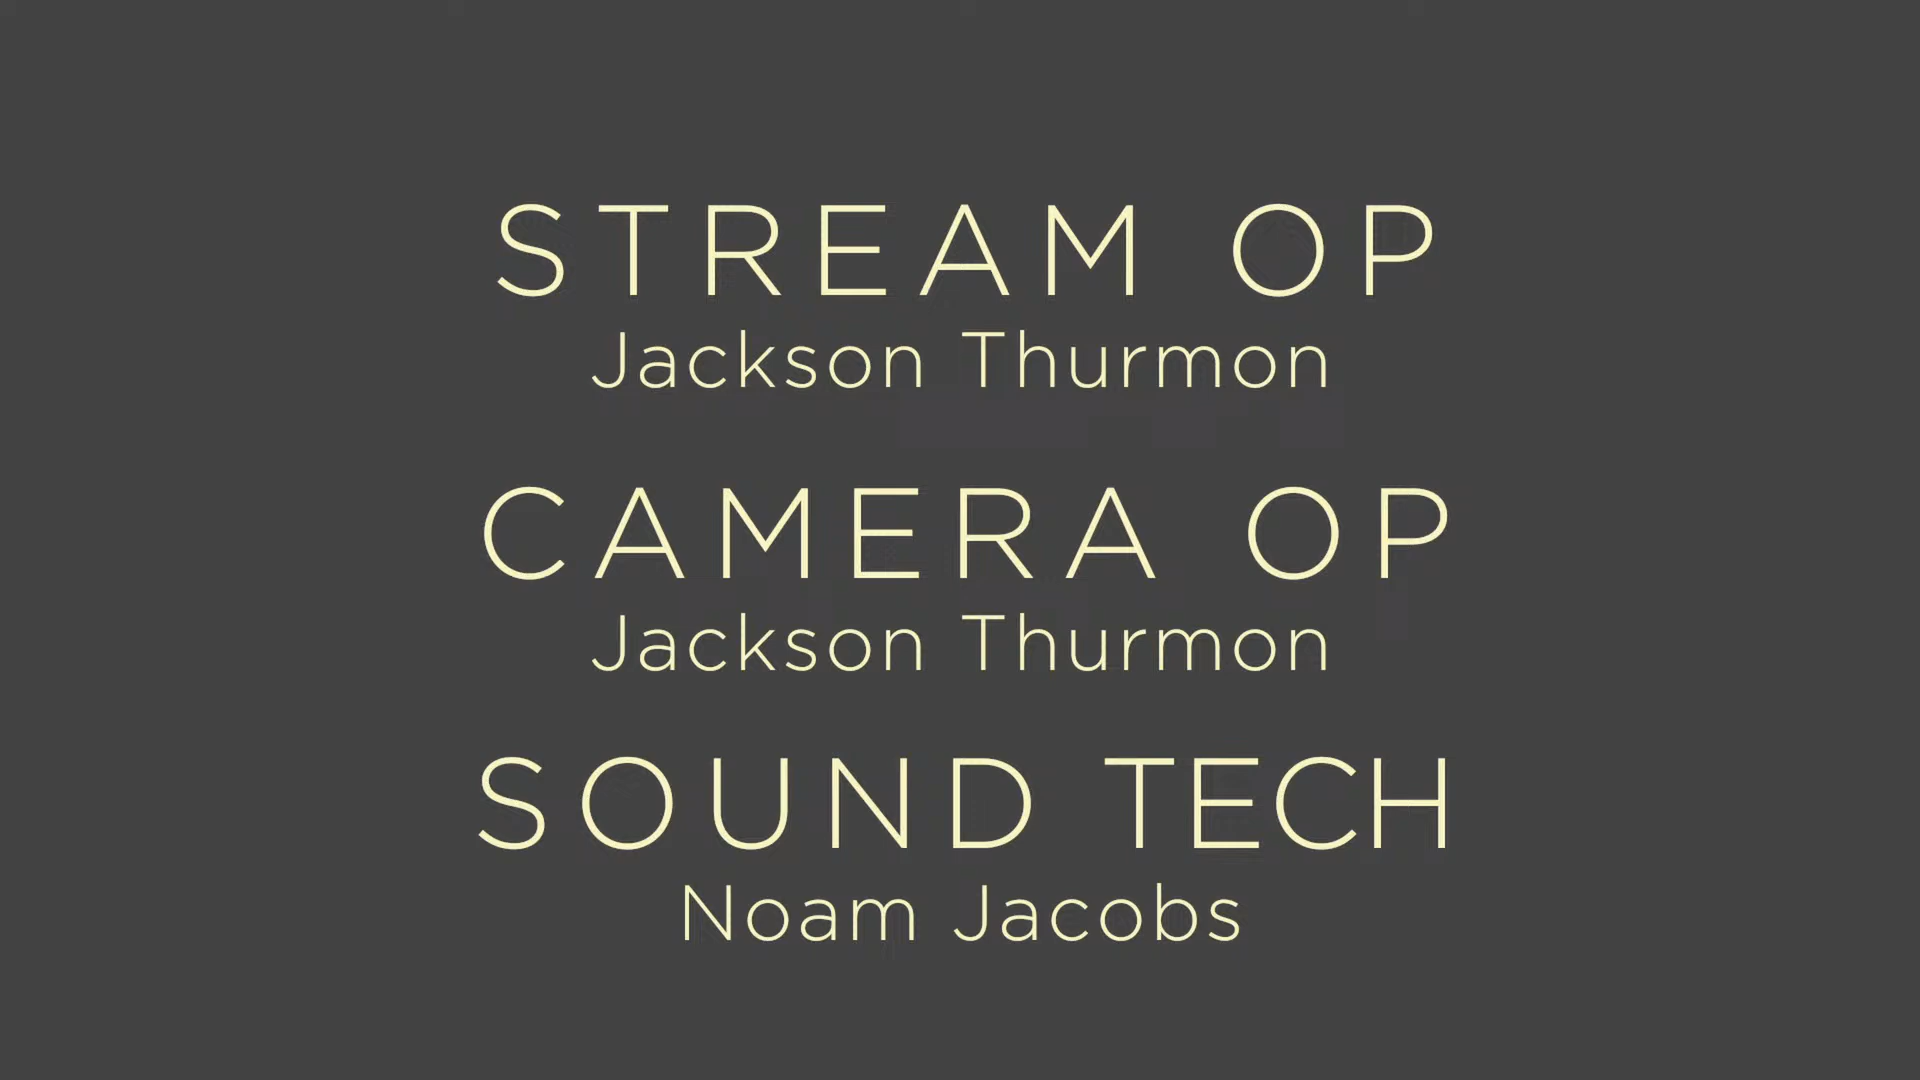 STREAM OP
Jackson Thurmon
CAMERA OP
Jackson Thurmon
SOUND TECH
Noam Jacobs